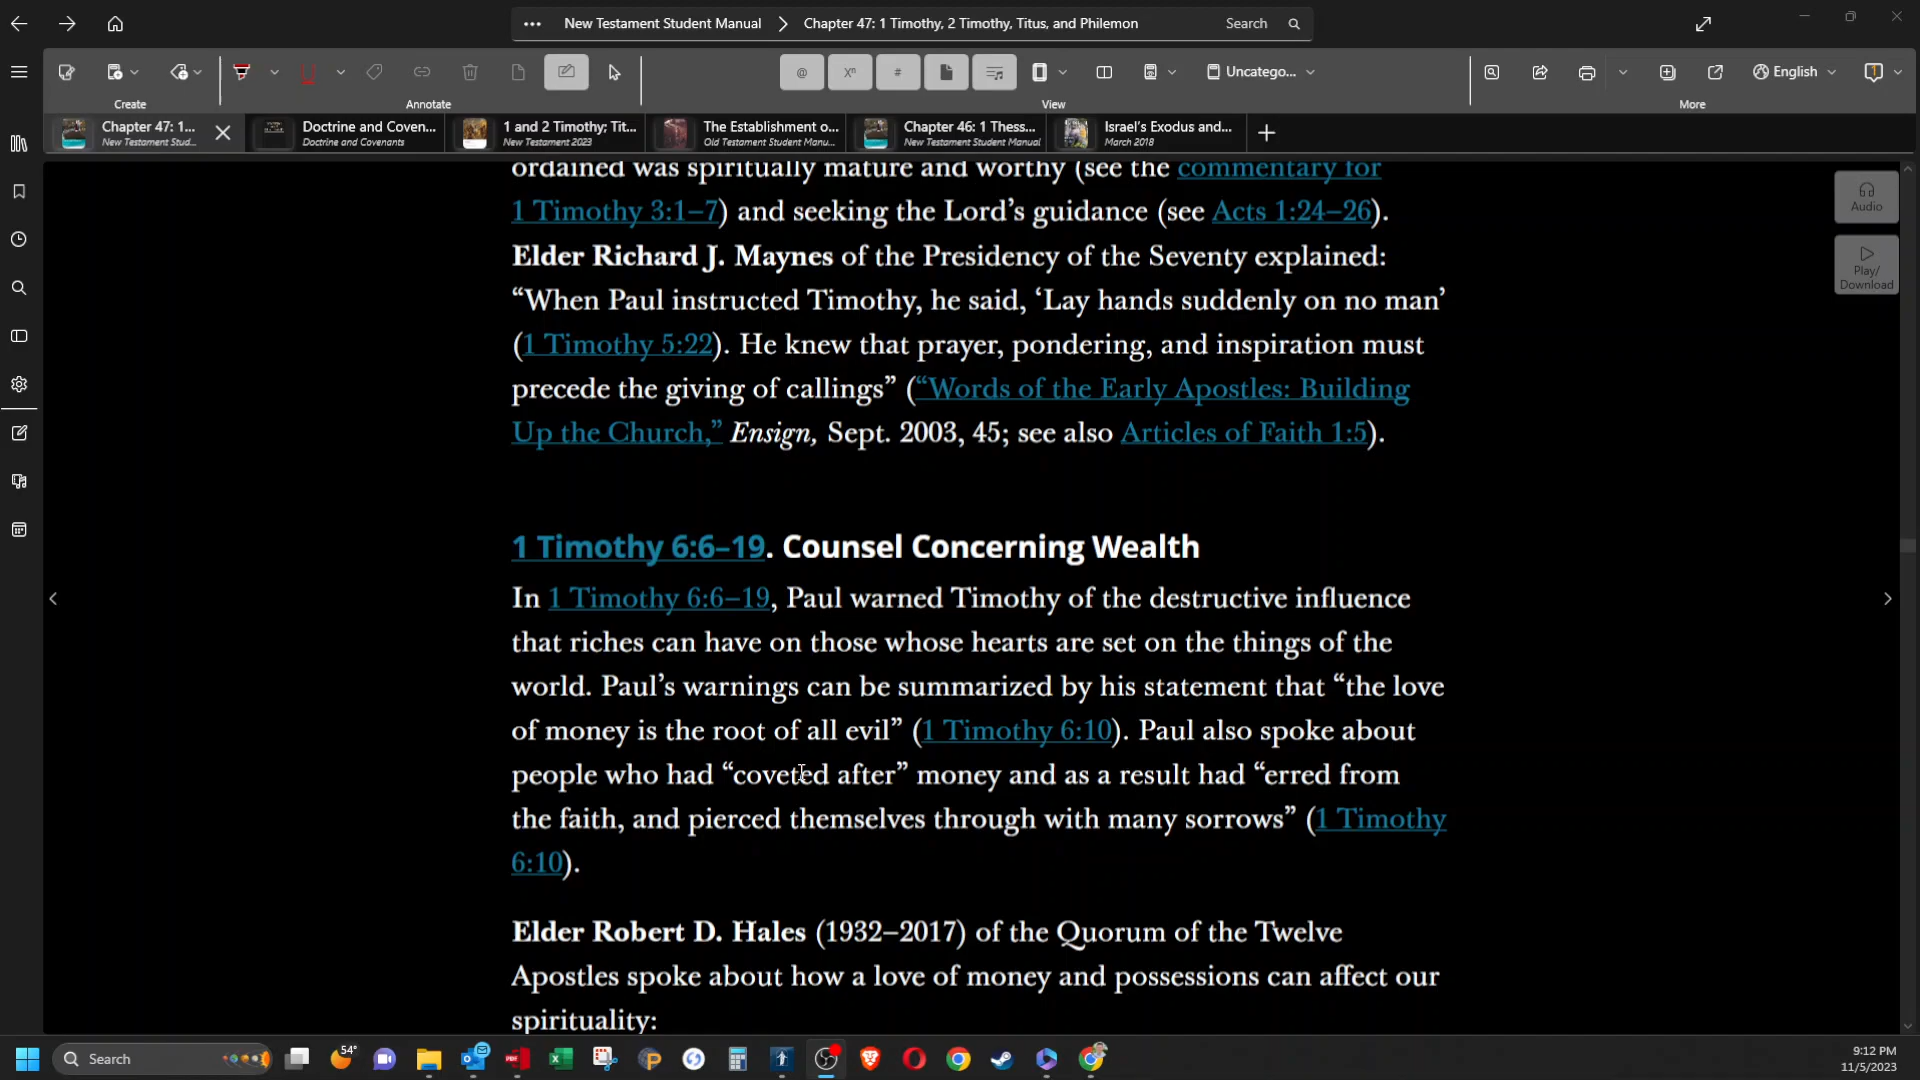 New Testament Student Manual
Chapter 47: 1 Timothy, 2 Timothy, Titus, and Philemon
Search
Create
Annotate
@
Xⁿ
#
Uncatego...
View
English
1
More
Chapter 47: 1...
New Testament Stud...
Doctrine and Coven...
Doctrine and Covenants
1 and 2 Timothy; Tit...
New Testament 2023
The Establishment o...
Old Testament Student Manu...
Chapter 46: 1 Thess...
New Testament Student Manual
Israel's Exodus and...
March 2018
Audio
Play/
Download
ordained was spiritually mature and worthy (see the commentary for
1 Timothy 3:1–7) and seeking the Lord’s guidance (see Acts 1:24–26).
Elder Richard J. Maynes of the Presidency of the Seventy explained:
“When Paul instructed Timothy, he said, ‘Lay hands suddenly on no man’
(1 Timothy 5:22). He knew that prayer, pondering, and inspiration must
precede the giving of callings” (“Words of the Early Apostles: Building
Up the Church,” Ensign, Sept. 2003, 45; see also Articles of Faith 1:5).
1 Timothy 6:6–19. Counsel Concerning Wealth
In 1 Timothy 6:6–19, Paul warned Timothy of the destructive influence
that riches can have on those whose hearts are set on the things of the
world. Paul’s warnings can be summarized by his statement that “the love
of money is the root of all evil” (1 Timothy 6:10). Paul also spoke about
people who had “coveted after” money and as a result had “erred from
the faith, and pierced themselves through with many sorrows” (1 Timothy
6:10).
Elder Robert D. Hales (1932–2017) of the Quorum of the Twelve
Apostles spoke about how a love of money and possessions can affect our
spirituality:
Search
54°
9:12 PM
11/5/2023